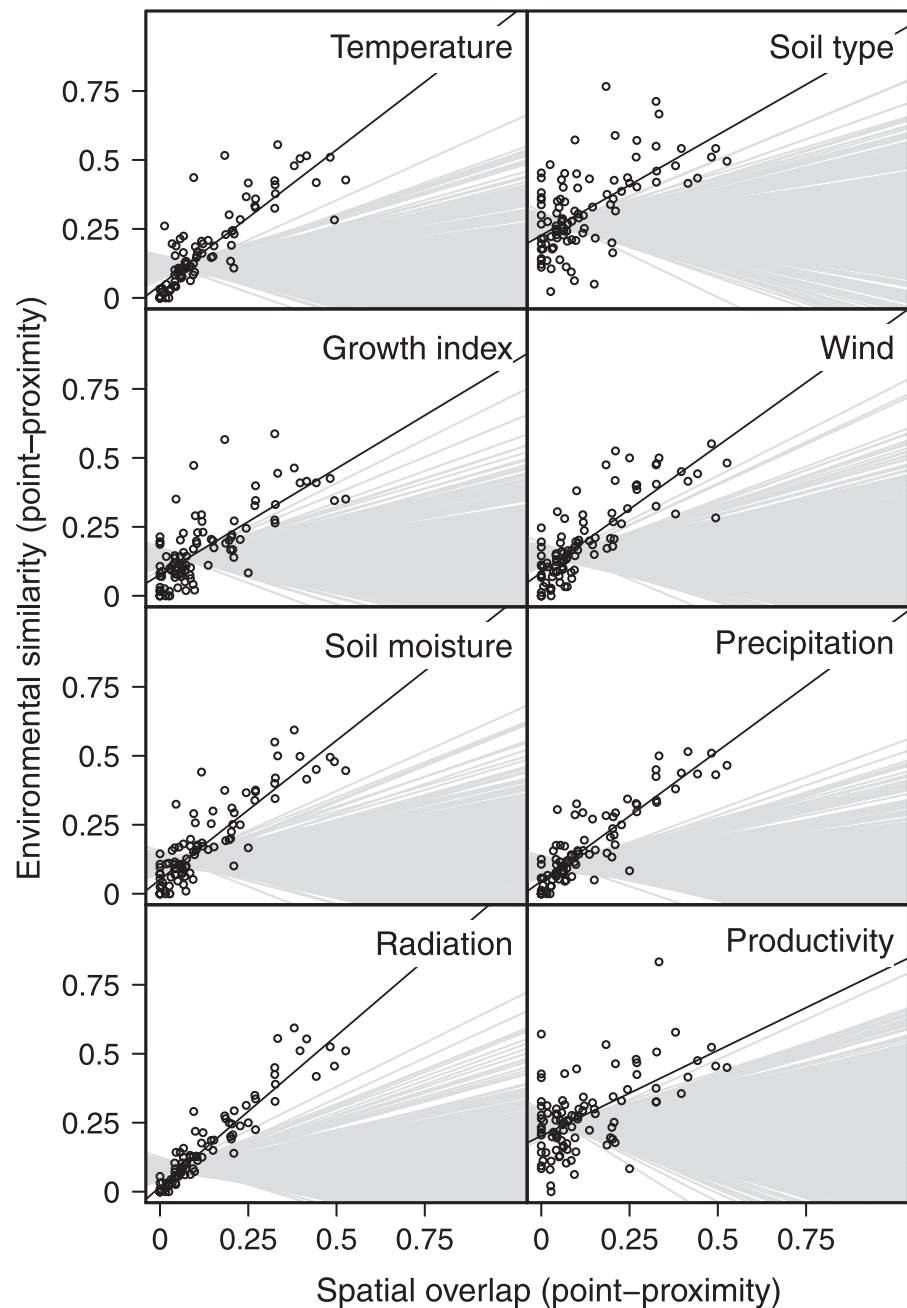 Temperature
Soil type
0.75
0.5
0.25
0
Growth index
Wind
0.75
0.5
0.25
0
Soil moisture
Precipitation
0.75
0.5
0.25
0
Radiation
Productivity
0.75
0.5
0.25
0
0 0.25 0.5 0.75 0 0.25 0.5 0.75
Spatial overlap (point–proximity)
Environmental similarity (point–proximity)